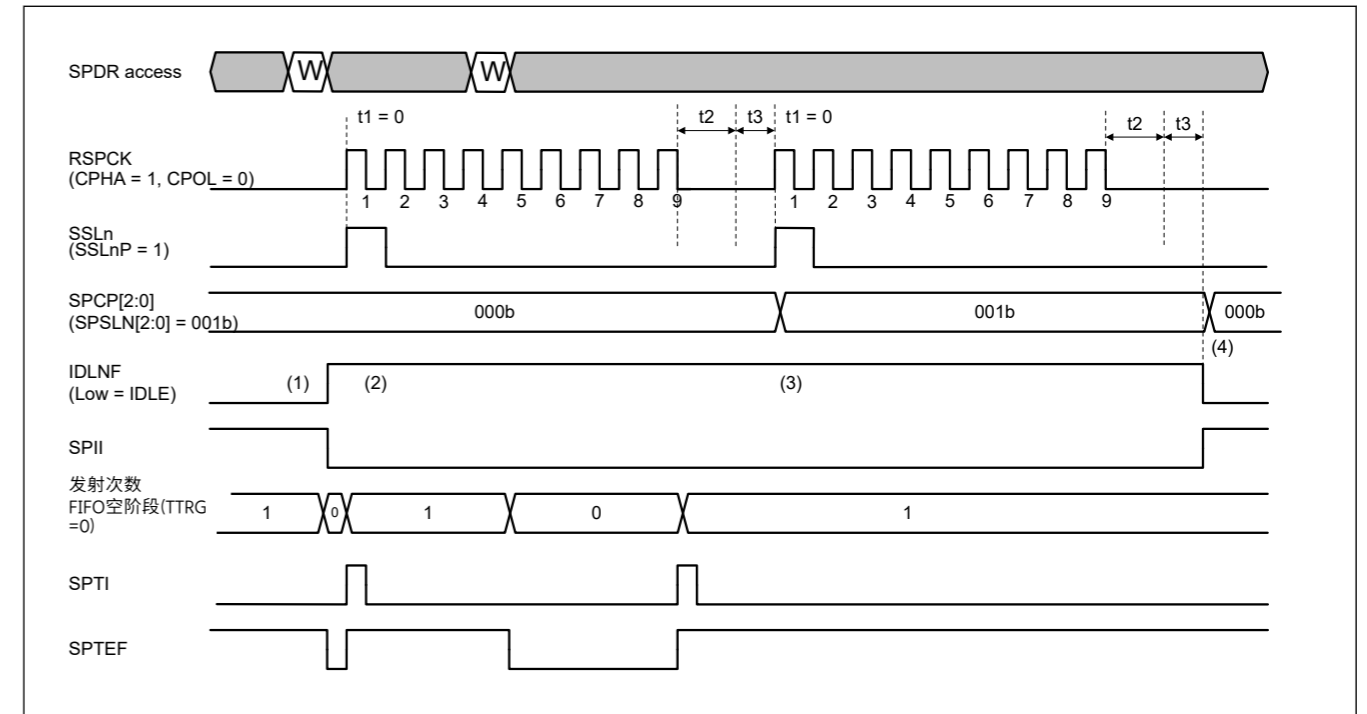 SPDR access
W
W
t1 = 0
t2
t3
t1 = 0
t2
t3
RSPCK
(CPHA = 1, CPOL = 0)
1 2 3 4 5 6 7 8 9
1 2 3 4 5 6 7 8 9
SSLn
(SSLnP = 1)
SPCP[2:0]
(SPSLN[2:0] = 001b)
000b
001b
000b
(4)
IDLNF
(Low = IDLE)
(1)
(2)
(3)
SPII
发射次数
FIFO空阶段(TTRG
=0)
1
0
1
0
1
SPTI
SPTEF